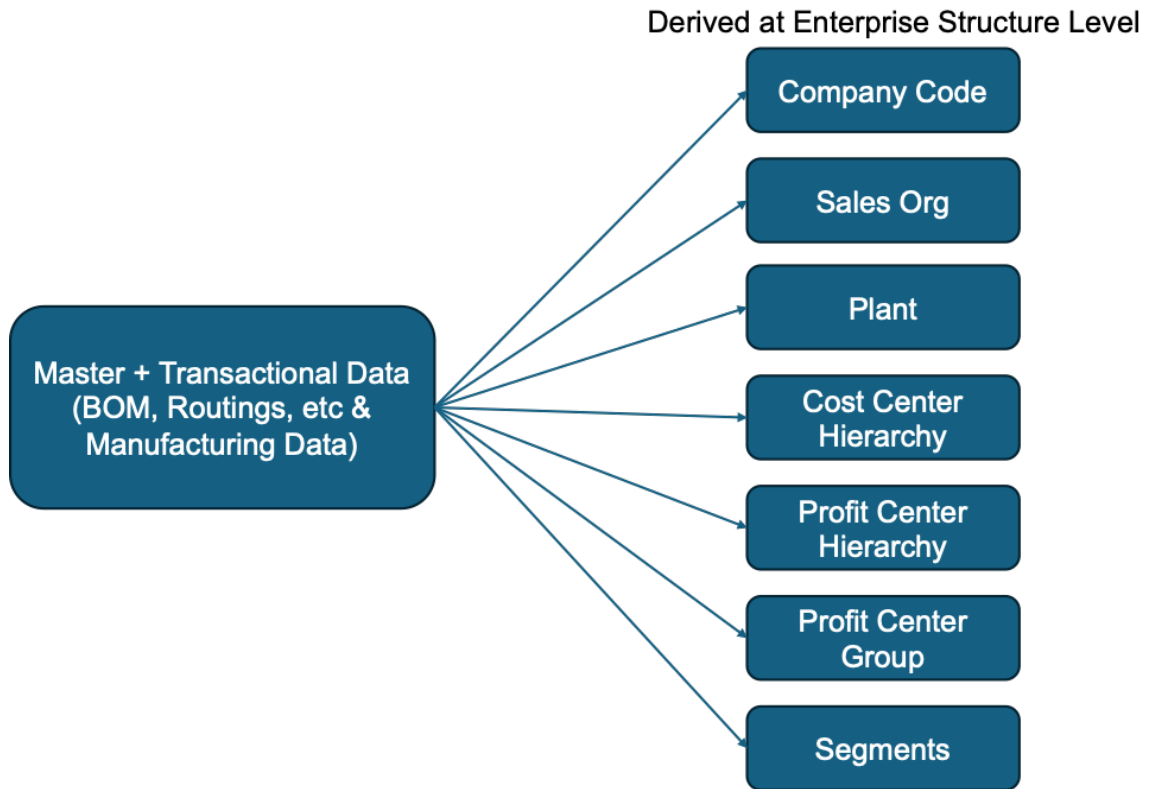 Derived at Enterprise Structure Level
Company Code
Sales Org
Plant
Master + Transactional Data
(BOM, Routings, etc &
Manufacturing Data)
Cost Center
Hierarchy
Profit Center
Hierarchy
Profit Center
Group
Segments